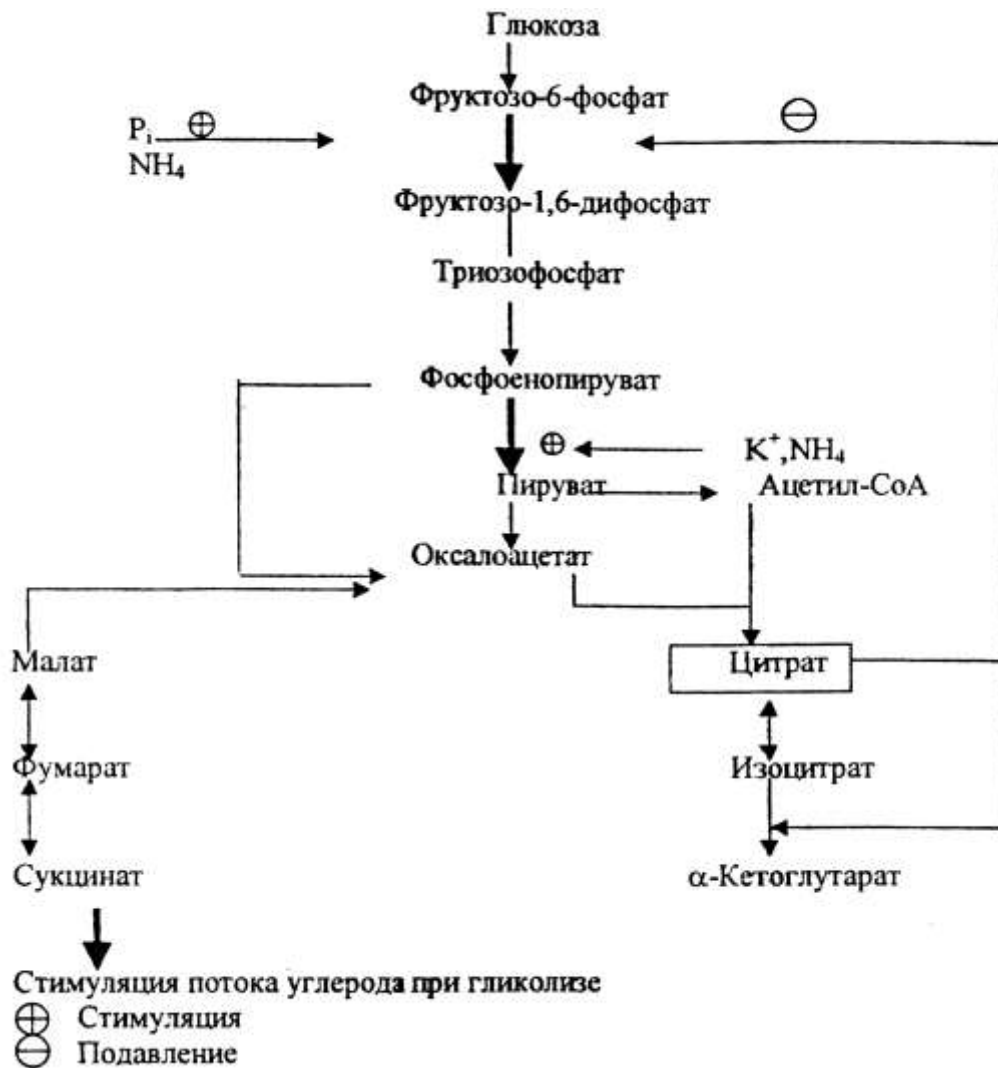 Глюкоза
Фруктозо-6-фосфат
Pi
NH4
Фруктозо-1,6-дифосфат
Триозофосфат
Фосфоенопируват
K+,NH4
Пируват
Ацетил-СоА
Оксалоацетат
Малат
Цитрат
Фумарат
Изоцитрат
Сукцинат
α-Кетоглутарат
Стимуляция потока углерода при гликолизе
⊕ Стимуляция
⊖ Подавление